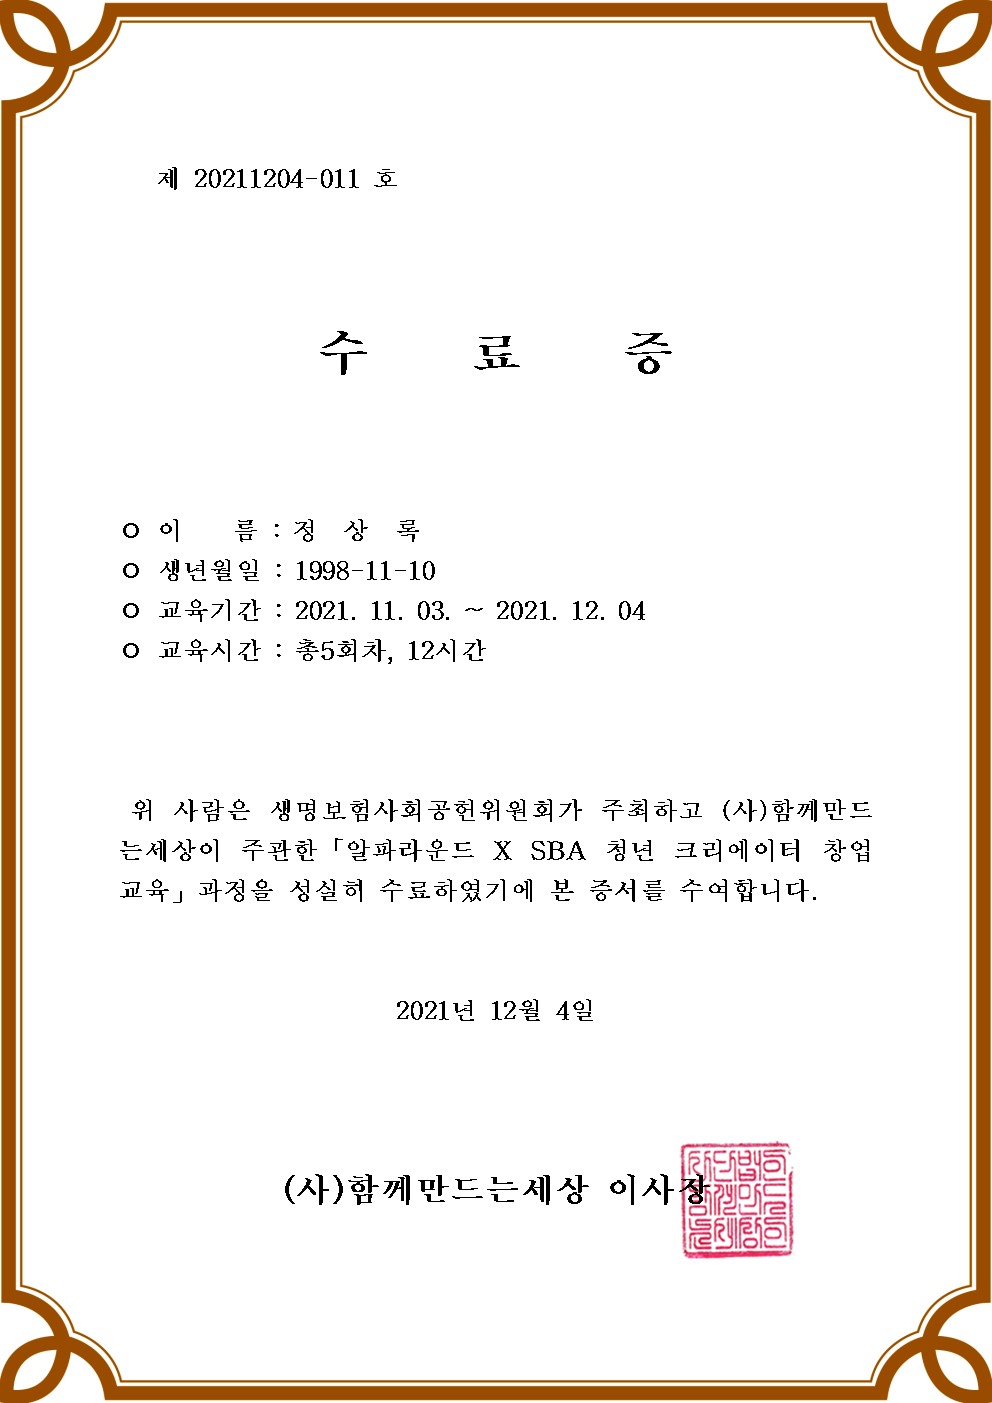 제 20211204-011 호
수 료 증
ㅇ 이 름 : 정 상 록
ㅇ 생년월일 : 1998-11-10
ㅇ 교육기간 : 2021. 11. 03. ~ 2021. 12. 04
ㅇ 교육시간 : 총5회차, 12시간
위 사람은 생명보험사회공헌위원회가 주최하고 (사)함께만드
는세상이 주관한「알파라운드 X SBA 청년 크리에이터 창업
교육」과정을 성실히 수료하였기에 본 증서를 수여합니다.
2021년 12월 4일
(사)함께만드는세상 이사장